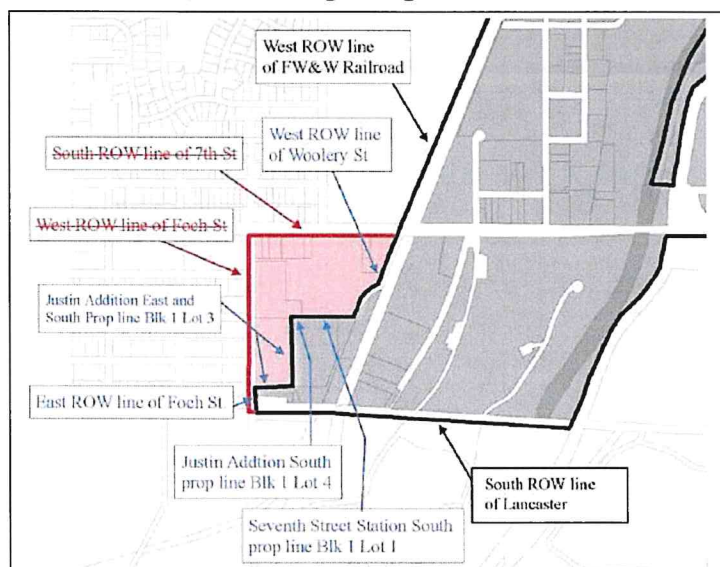 West ROW line
of FW&W Railroad
West ROW line
of Woolery St
South ROW line of 7th St
West ROW line of Foch St
Justin Addition East and
South Prop line Blk 1 Lot 3
East ROW line of Foch St
Justin Addtion South
prop line Blk 1 Lot 4
Seventh Street Station South
prop line Blk 1 Lot 1
South ROW line
of Lancaster